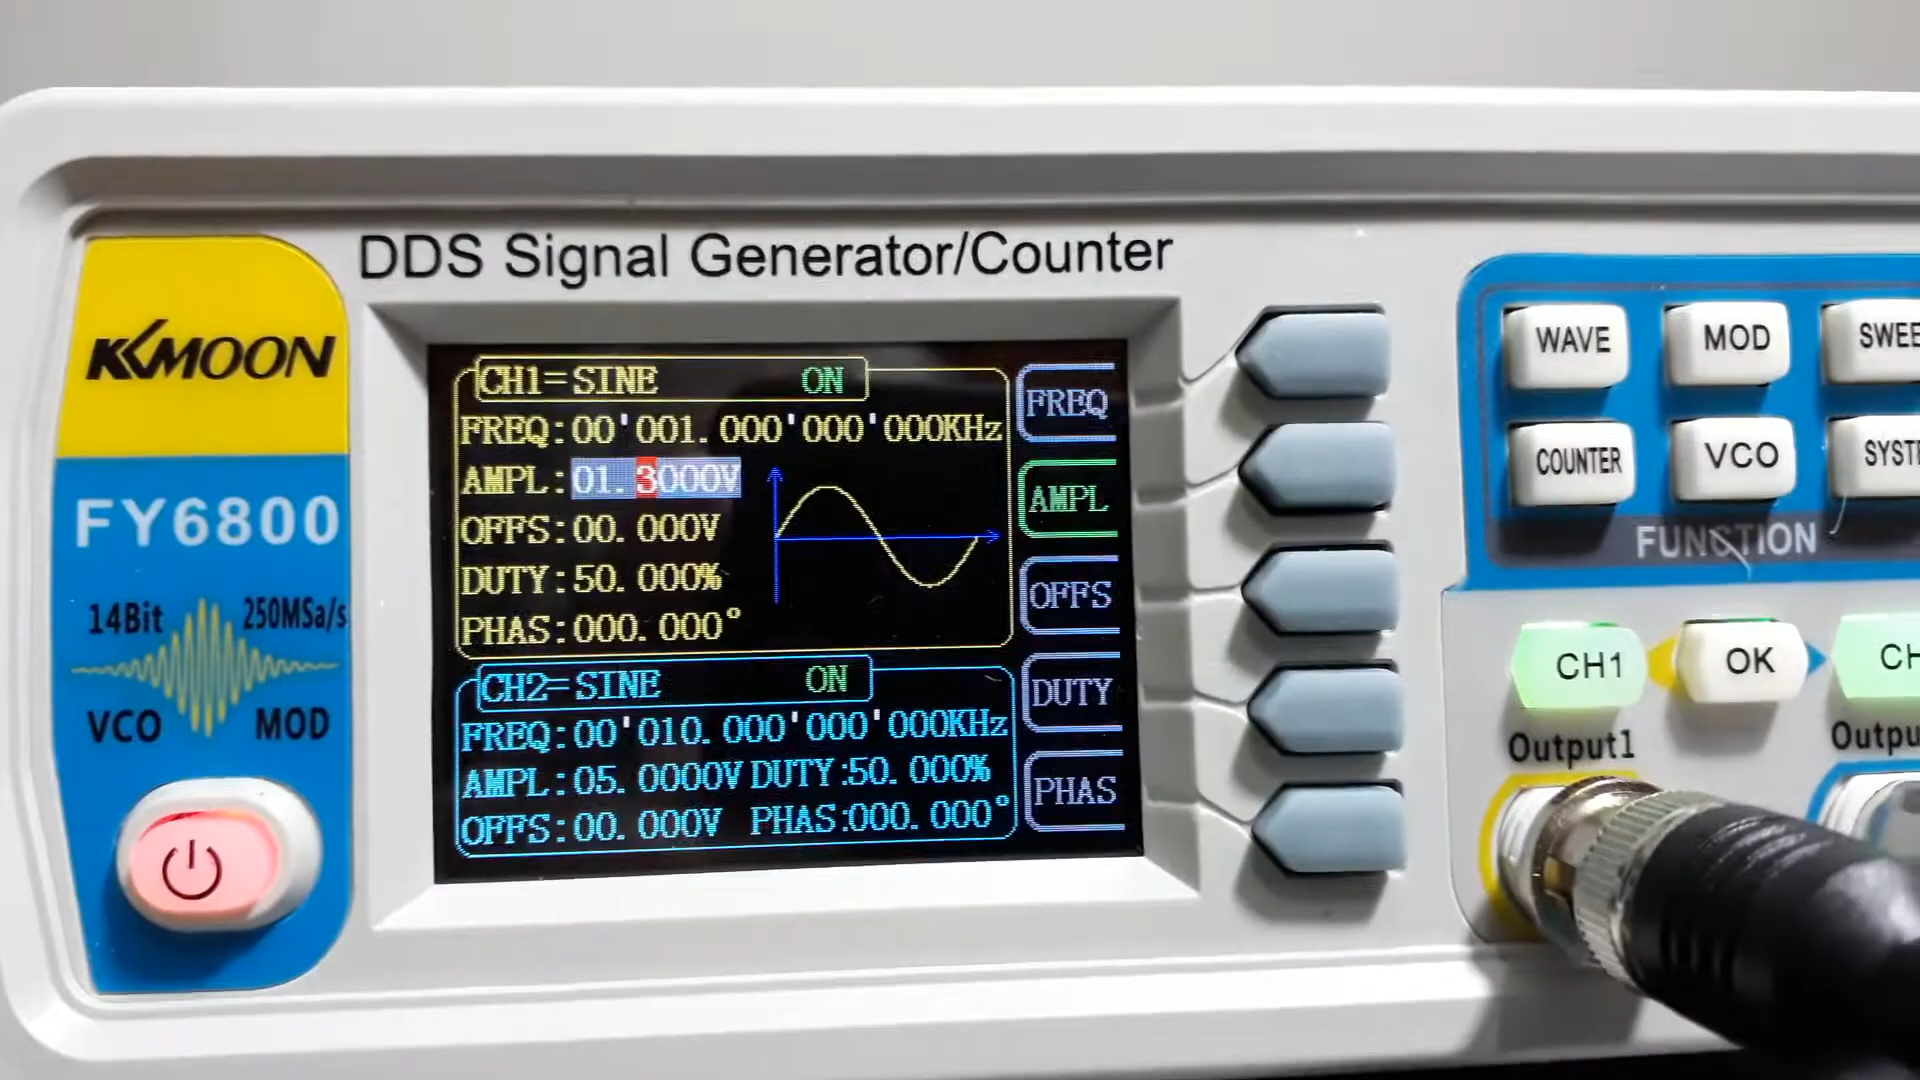 DDS Signal Generator/Counter
KKMOON
FY6800
14Bit 250MSa/s
VCO MOD
CH1=SINE ON
FREQ:00'001.000'000'000KHz
AMPL:01.3000V
OFFS:00.000V
DUTY:50.000%
PHAS:000.000°
CH2=SINE ON
FREQ:00'010.000'000'000KHz
AMPL:05.0000V DUTY:50.000%
OFFS:00.000V PHAS:000.000°
FREQ
AMPL
OFFS
DUTY
PHAS
WAVE MOD SWEE
COUNTER VCO SYSTE
FUNCTION
CH1 OK CH
Output1 Outpu